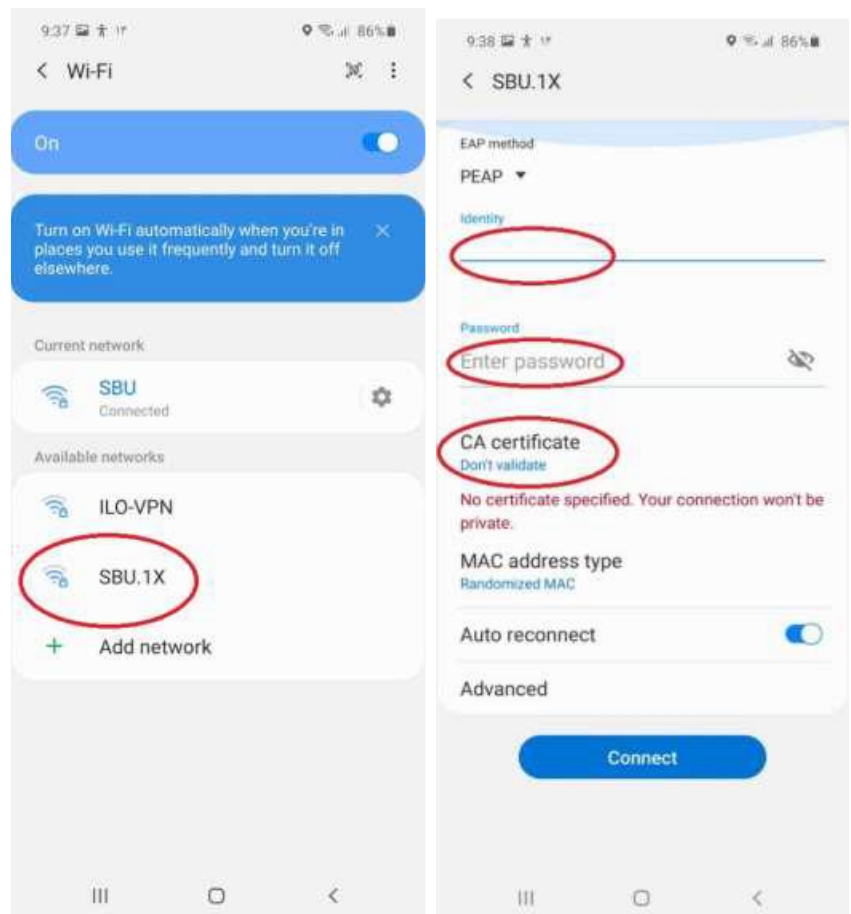 9:37 ۱۳ 86%
Wi-Fi
On
Turn on Wi-Fi automatically when you're in
places you use it frequently and turn it off
elsewhere.
Current network
SBU
Connected
Available networks
ILO-VPN
SBU.1X
Add network
9:38 ۱۳ 86%
SBU.1X
EAP method
PEAP
Identity
Password
Enter password
CA certificate
Don't validate
No certificate specified. Your connection won't be
private.
MAC address type
Randomized MAC
Auto reconnect
Advanced
Connect